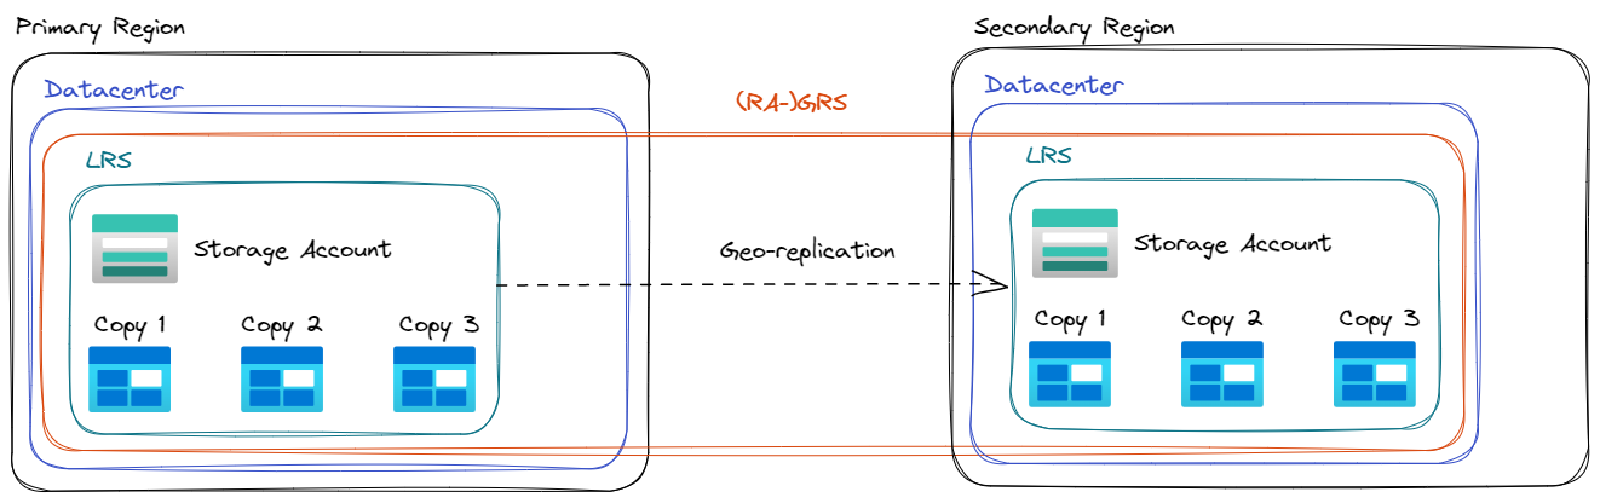 Primary Region
Datacenter
LRS
Storage Account
Copy 1
Copy 2
Copy 3
(RA-)GRS
Geo-replication
Secondary Region
Datacenter
LRS
Storage Account
Copy 1
Copy 2
Copy 3